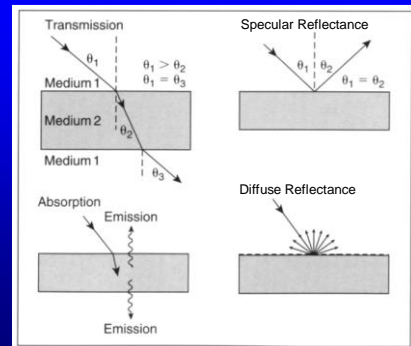 Transmission
θ1
θ1 > θ2
θ1 = θ3
Medium 1
Medium 2
θ2
Medium 1
θ3
Specular Reflectance
θ1 θ2
θ1 = θ2
Absorption
Emission
Emission
Diffuse Reflectance